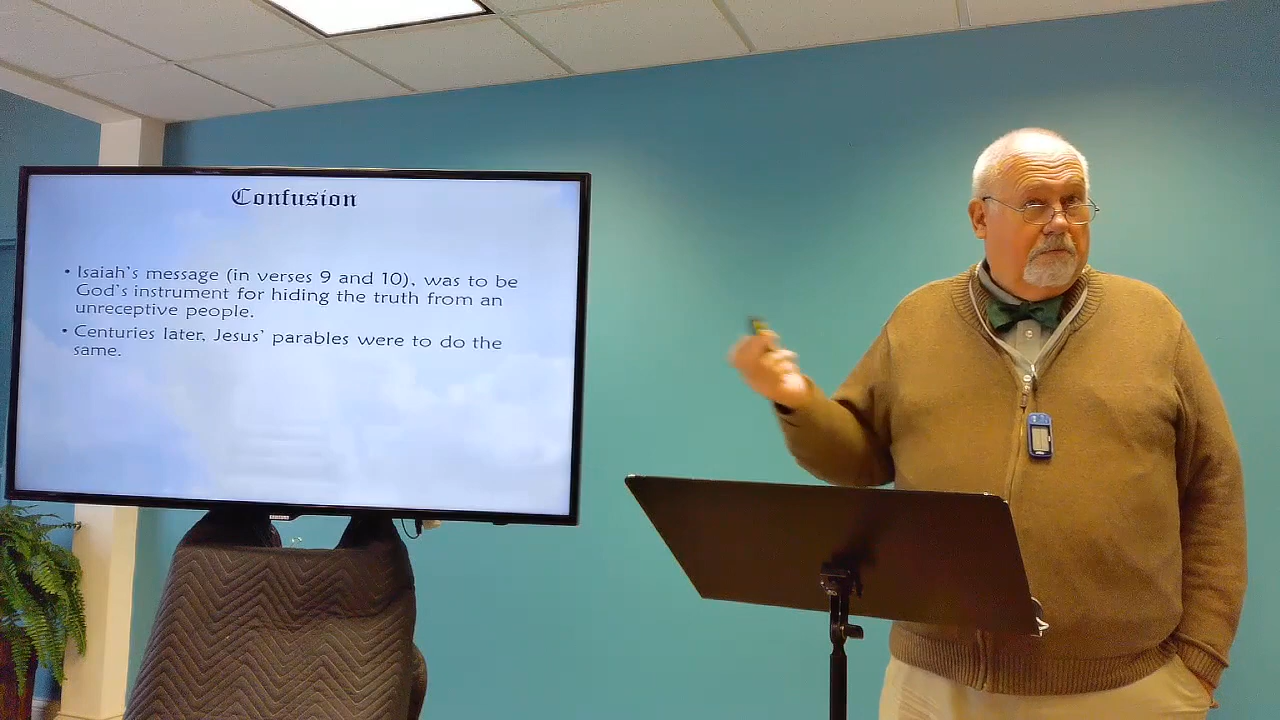 Confusion
• Isaiah's message (in verses 9 and 10), was to be
God's instrument for hiding the truth from an
unreceptive people.
• Centuries later, Jesus' parables were to do the
same.